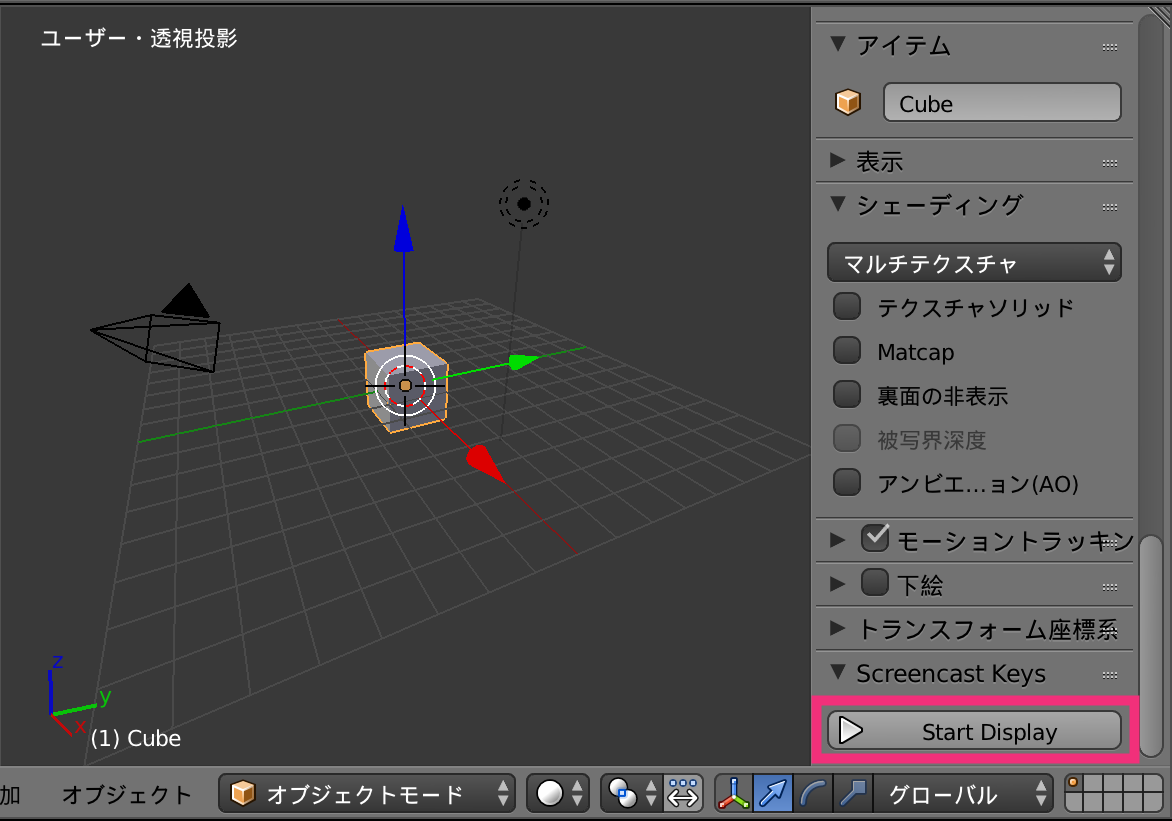 ユーザー・透視投影
z
y
x
(1) Cube
アイテム
Cube
表示
シェーディング
マルチテクスチャ
テクスチャソリッド
Matcap
裏面の非表示
被写界深度
アンビエ…ョン(AO)
モーショントラッキン
下絵
トランスフォーム座標系
Screencast Keys
Start Display
加 オブジェクト オブジェクトモード グローバル